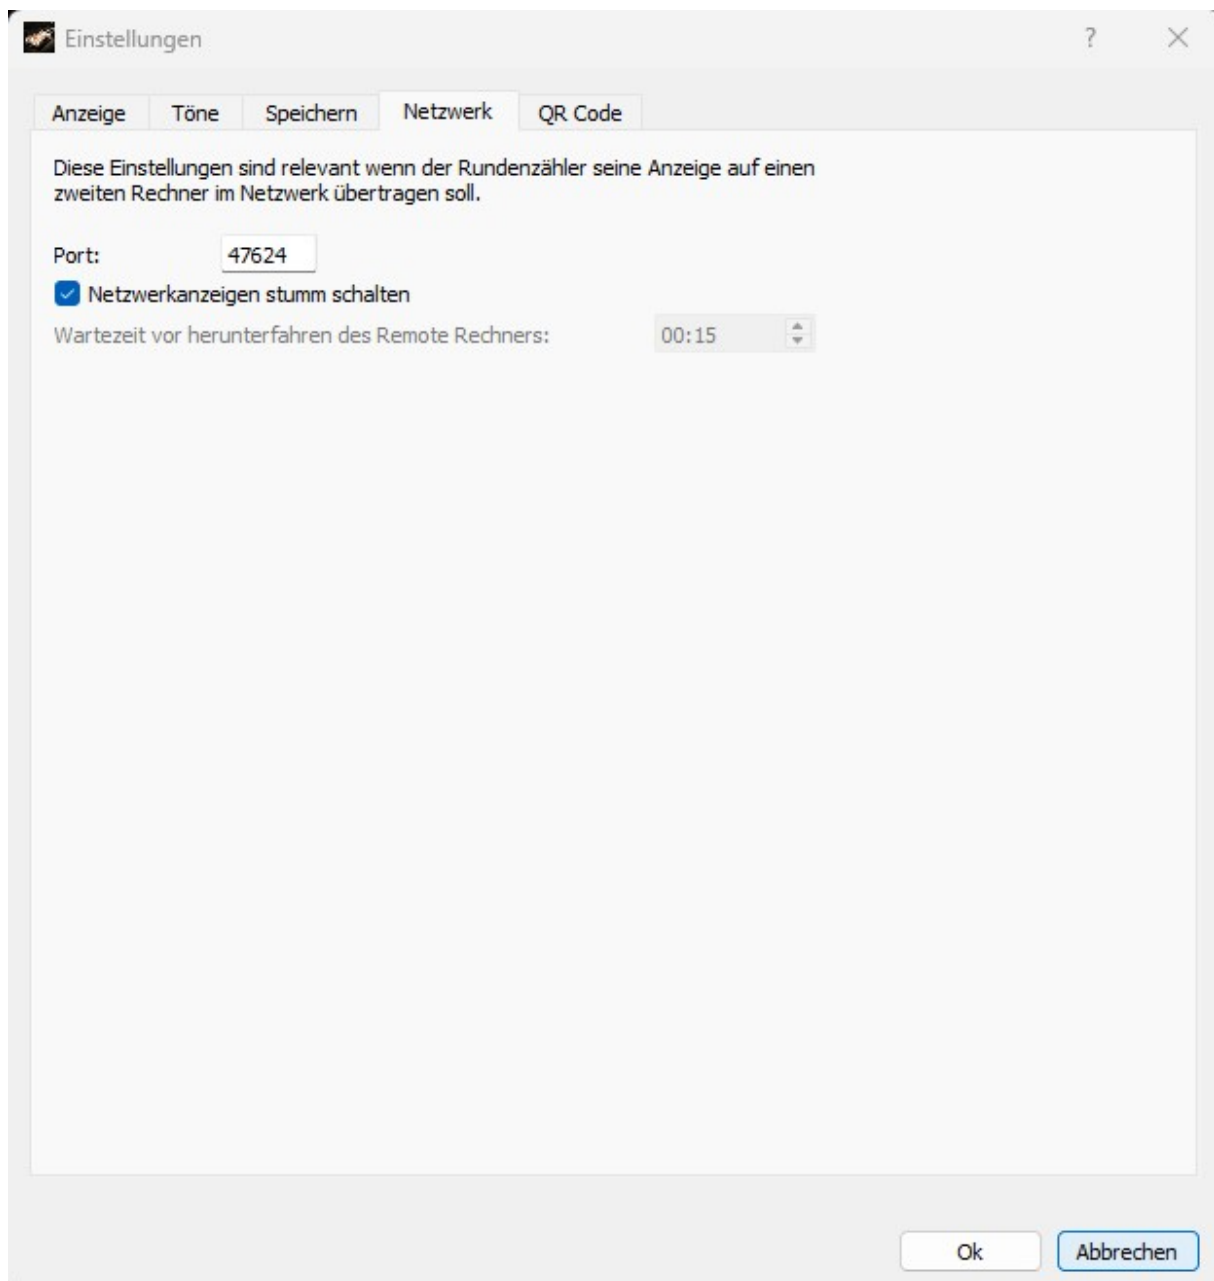 Einstellungen
?
Anzeige Töne Speichern Netzwerk QR Code
Diese Einstellungen sind relevant wenn der Rundenzähler seine Anzeige auf einen
zweiten Rechner im Netzwerk übertragen soll.
Port: 47624
Netzwerkanzeigen stumm schalten
Wartezeit vor herunterfahren des Remote Rechners: 00:15
Ok Abbrechen